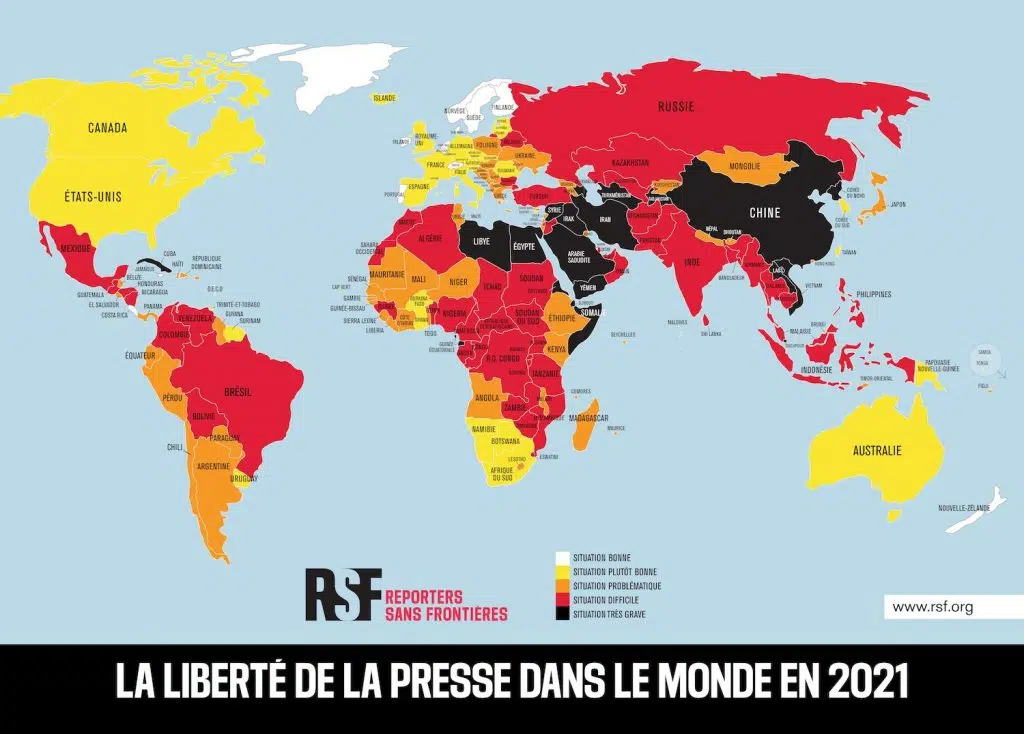 ISLANDE
NORVÈGE
FINLANDE
SUÈDE
CANADA
RUSSIE
IRLANDE
ROYAUME-
UNI
ALLEMAGNE
POLOGNE
UKRAINE
FRANCE
ITALIE
KAZAKHSTAN
MONGOLIE
ÉTATS-UNIS
PORTUGAL
ESPAGNE
TURQUIE
TURKMÉNISTAN
CORÉE
DU NORD
CORÉE
DU SUD
JAPON
CHINE
MEXIQUE
CUBA
HAÏTI
JAMAÏQUE
RÉPUBLIQUE
DOMINICAINE
BELIZE
HONDURAS
GUATEMALA
NICARAGUA
EL SALVADOR
COSTA RICA
PANAMA
O.E.C.O
TRINITÉ-ET-TOBAGO
GUYANA
SURINAM
VENEZUELA
COLOMBIE
ÉQUATEUR
PÉROU
BRÉSIL
BOLIVIE
PARAGUAY
CHILI
ARGENTINE
URUGUAY
MAROC
SAHARA
OCCIDENTAL
ALGÉRIE
LIBYE
ÉGYPTE
SYRIE
IRAK
IRAN
ARABIE
SAOUDITE
YÉMEN
OMAN
AFGHANISTAN
PAKISTAN
NÉPAL
BHOUTAN
INDE
BANGLADESH
LAOS
VIETNAM
HONG KONG
TAIWAN
PHILIPPINES
MALDIVES
SRI LANKA
MALAISIE
BRUNEI
SINGAPOUR
INDONÉSIE
TIMOR-ORIENTAL
PAPOUASIE
NOUVELLE-GUINÉE
SAMOA
TONGA
FIDJI
AUSTRALIE
NOUVELLE-ZÉLANDE
MAURITANIE
MALI
NIGER
TCHAD
SOUDAN
SOUDAN
DU SUD
SÉNÉGAL
CAP VERT
GAMBIE
GUINÉE-BISSAU
SIERRA LEONE
LIBERIA
CÔTE
D'IVOIRE
BURKINA
FASO
TOGO
NIGERIA
GUINÉE
ÉQUATORIALE
DJIBOUTI
ÉTHIOPIE
SOMALIE
KENYA
R.D. CONGO
TANZANIE
SEYCHELLES
COMORES
ANGOLA
ZAMBIE
MADAGASCAR
MAURICE
NAMIBIE
BOTSWANA
LESOTHO
ESWATINI
AFRIQUE
DU SUD
RSF
REPORTERS
SANS FRONTIÈRES
SITUATION BONNE
SITUATION PLUTÔT BONNE
SITUATION PROBLÉMATIQUE
SITUATION DIFFICILE
SITUATION TRÈS GRAVE
www.rsf.org
LA LIBERTÉ DE LA PRESSE DANS LE MONDE EN 2021